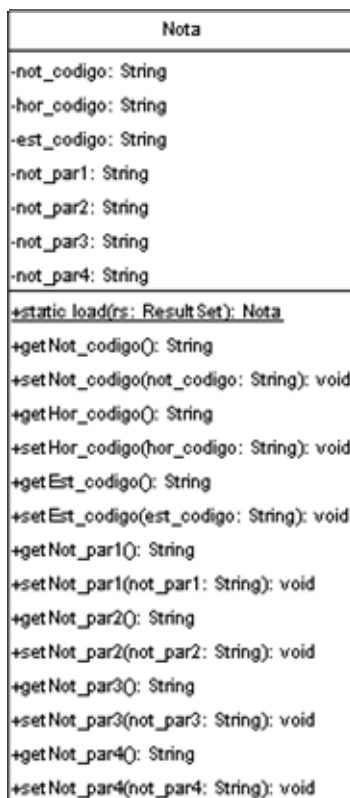 Nota
-not_codigo: String
-hor_codigo: String
-est_codigo: String
-not_par1: String
-not_par2: String
-not_par3: String
-not_par4: String
+static load(rs: ResultSet): Nota
+getNot_codigo(): String
+setNot_codigo(not_codigo: String): void
+getHor_codigo(): String
+setHor_codigo(hor_codigo: String): void
+getEst_codigo(): String
+setEst_codigo(est_codigo: String): void
+getNot_par1(): String
+setNot_par1(not_par1: String): void
+getNot_par2(): String
+setNot_par2(not_par2: String): void
+getNot_par3(): String
+setNot_par3(not_par3: String): void
+getNot_par4(): String
+setNot_par4(not_par4: String): void